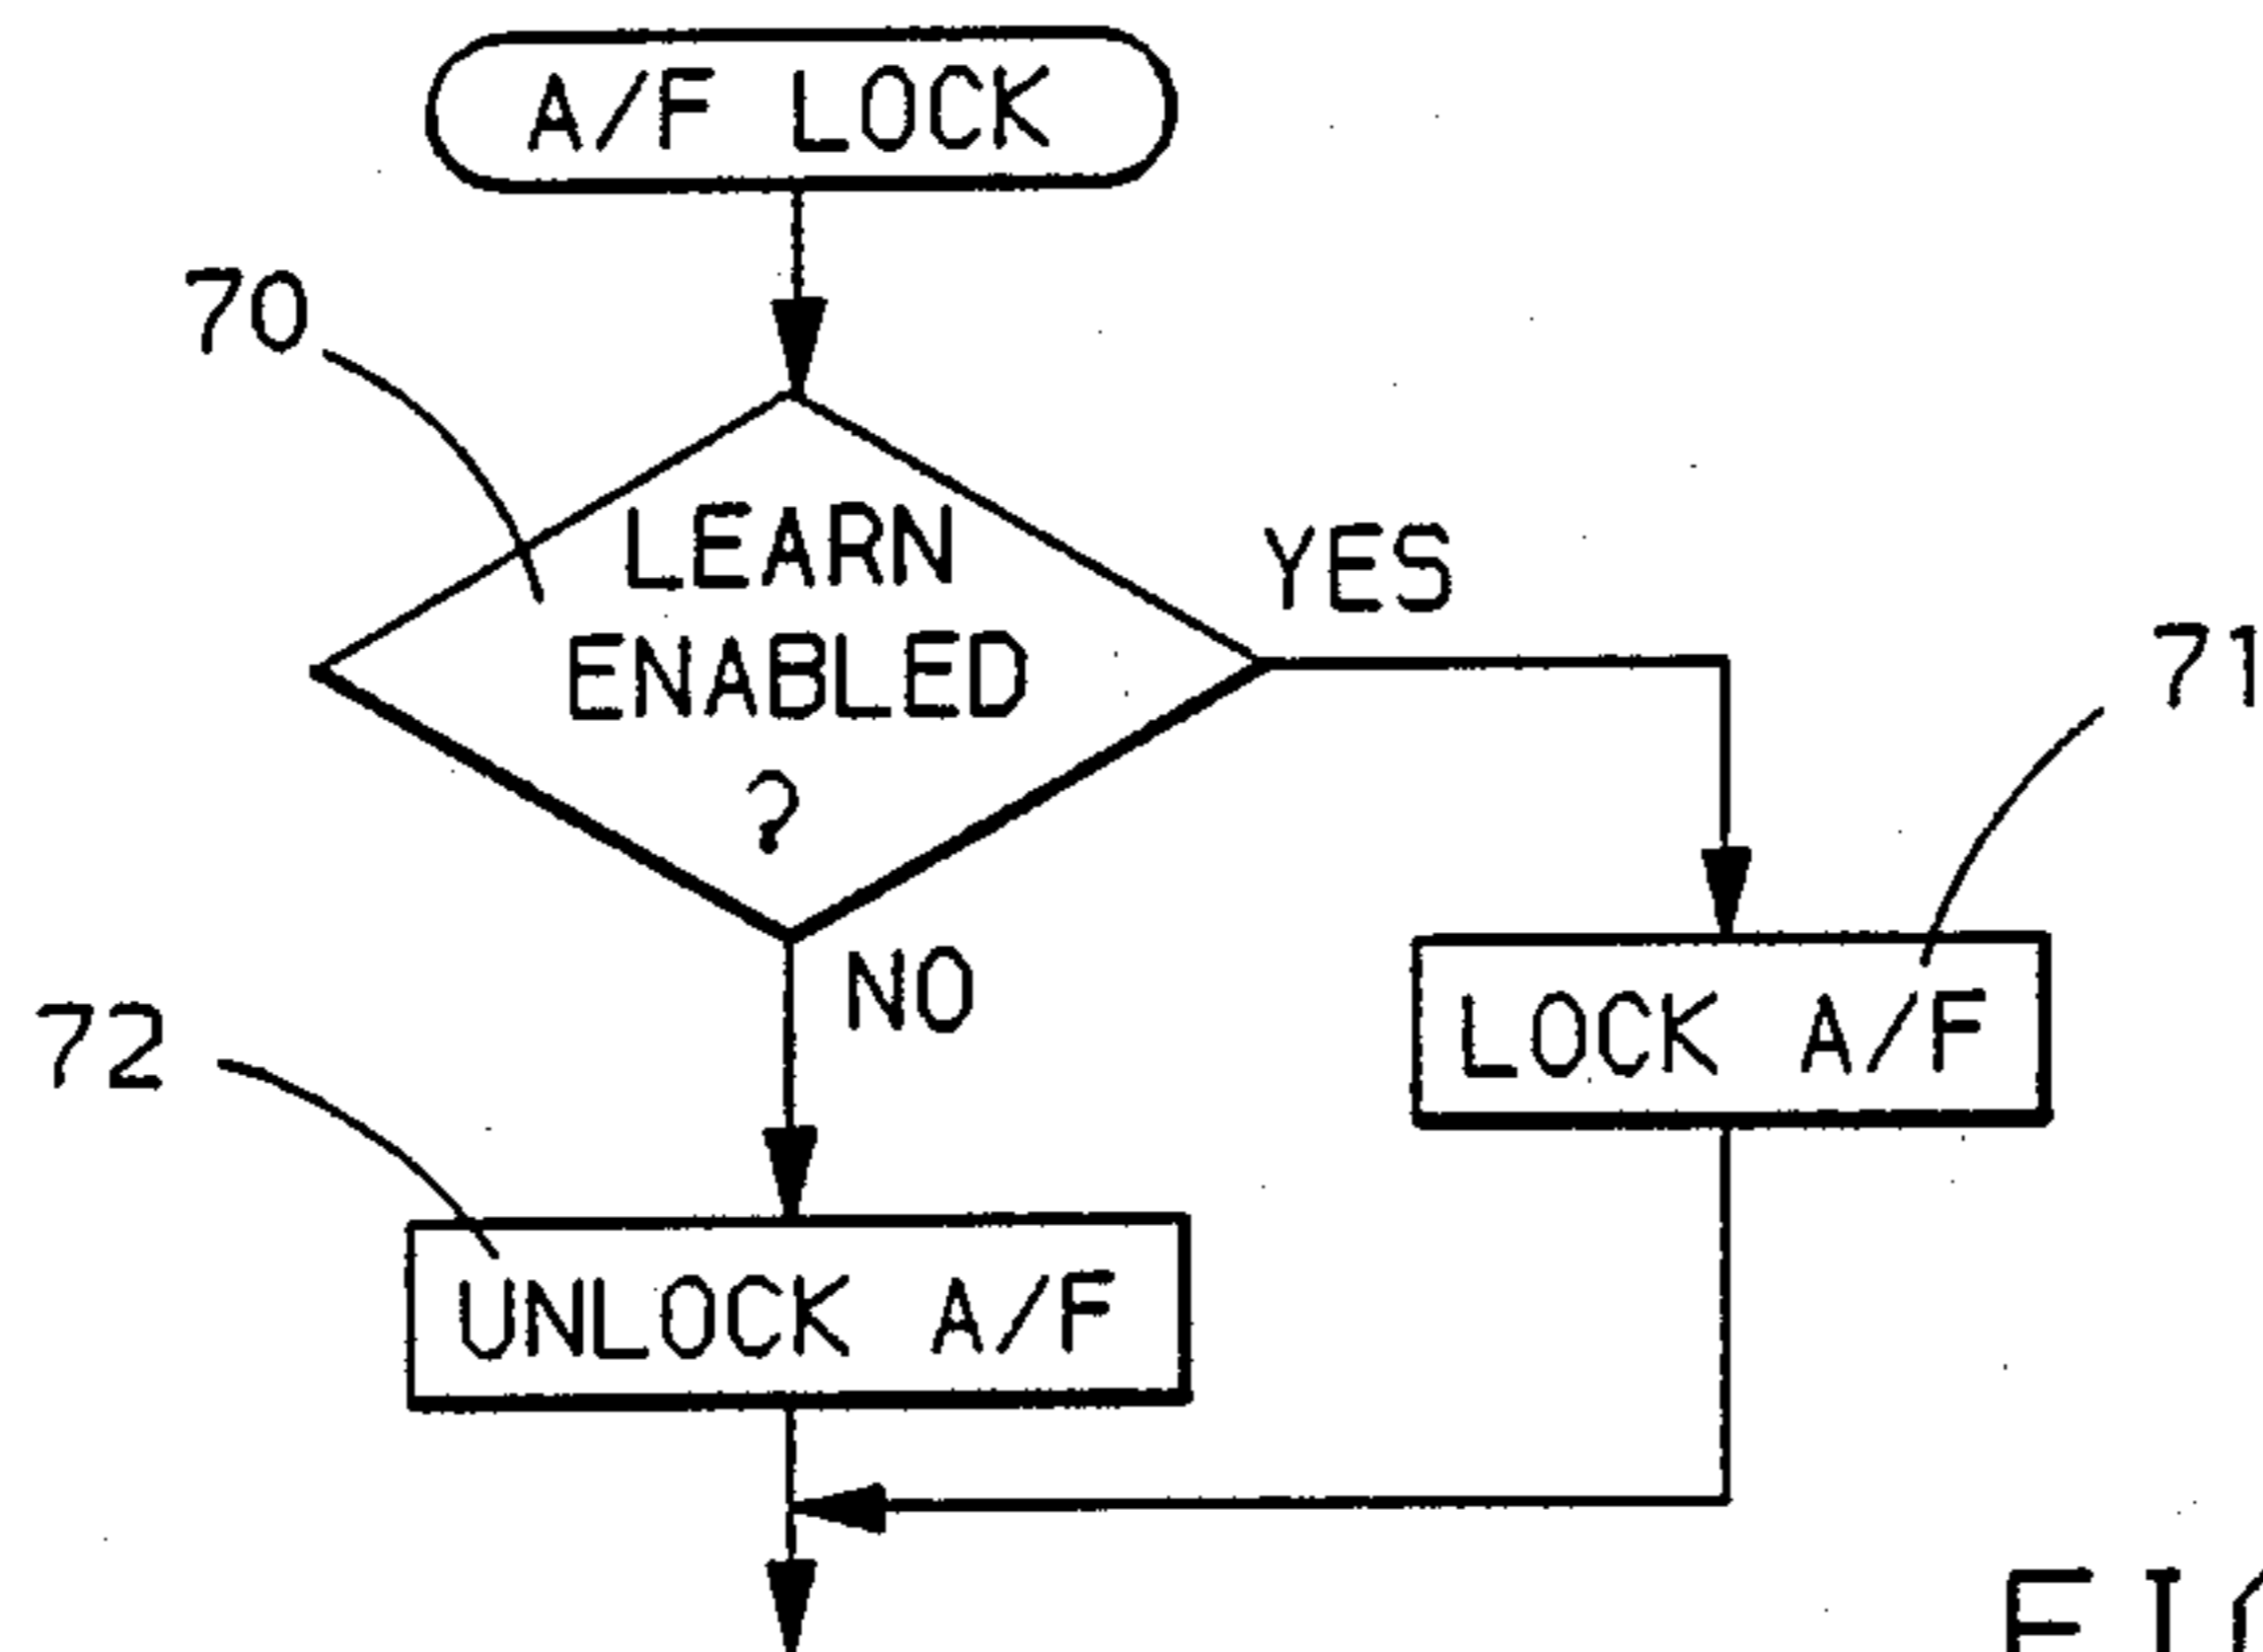 A/F LOCK
70
LEARN
ENABLED
?
YES
71
NO
LOCK A/F
72
UNLOCK A/F